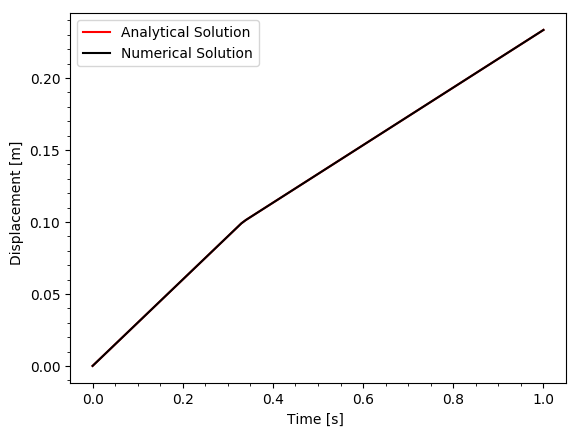 Analytical Solution
Numerical Solution
Displacement [m]
0.20
0.15
0.10
0.05
0.00
0.0 0.2 0.4 0.6 0.8 1.0
Time [s]